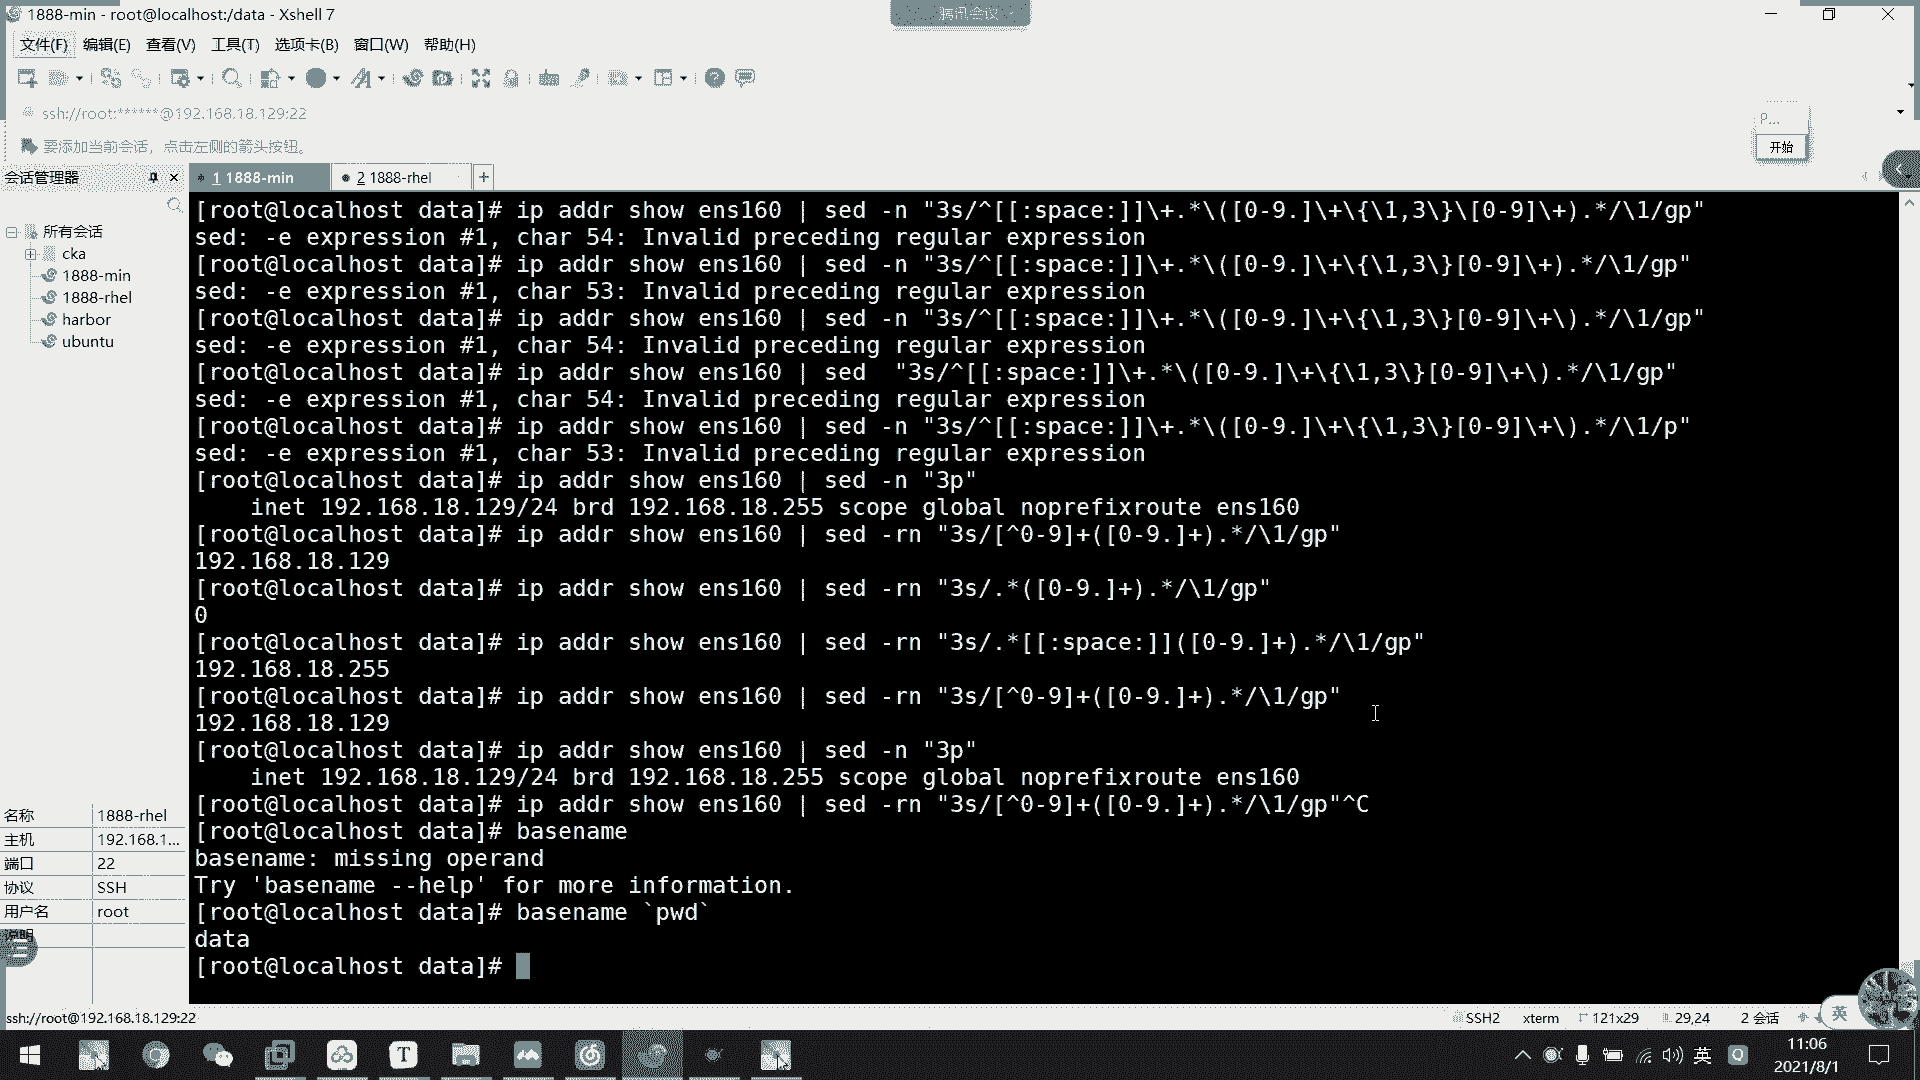 1888-min - root@localhost:/data - Xshell 7
腾讯会议
文件(F) 编辑(E) 查看(V) 工具(T) 选项卡(B) 窗口(W) 帮助(H)
ssh://root:******@192.168.18.129:22
P...
要添加当前会话，点击左侧的箭头按钮。
开始
会话管理器
1 1888-min
2 1888-rhel
所有会话
cka
1888-min
1888-rhel
harbor
ubuntu
[root@localhost data]# ip addr show ens160 | sed -n "3s/^[[:space:]]\+.*\([0-9.]\+\{\1,3\}\[0-9]\+).*/\1/gp"
sed: -e expression #1, char 54: Invalid preceding regular expression
[root@localhost data]# ip addr show ens160 | sed -n "3s/^[[:space:]]\+.*\([0-9.]\+\{\1,3\}[0-9]\+).*/\1/gp"
sed: -e expression #1, char 53: Invalid preceding regular expression
[root@localhost data]# ip addr show ens160 | sed -n "3s/^[[:space:]]\+.*\([0-9.]\+\{\1,3\}[0-9]\+\).*/\1/gp"
sed: -e expression #1, char 54: Invalid preceding regular expression
[root@localhost data]# ip addr show ens160 | sed  "3s/^[[:space:]]\+.*\([0-9.]\+\{\1,3\}[0-9]\+\).*/\1/gp"
sed: -e expression #1, char 54: Invalid preceding regular expression
[root@localhost data]# ip addr show ens160 | sed -n "3s/^[[:space:]]\+.*\([0-9.]\+\{\1,3\}[0-9]\+\).*/\1/p"
sed: -e expression #1, char 53: Invalid preceding regular expression
[root@localhost data]# ip addr show ens160 | sed -n "3p"
    inet 192.168.18.129/24 brd 192.168.18.255 scope global noprefixroute ens160
[root@localhost data]# ip addr show ens160 | sed -rn "3s/[^0-9]+([0-9.]+).*/\1/gp"
192.168.18.129
[root@localhost data]# ip addr show ens160 | sed -rn "3s/.*([0-9.]+).*/\1/gp"
0
[root@localhost data]# ip addr show ens160 | sed -rn "3s/.*[[:space:]]([0-9.]+).*/\1/gp"
192.168.18.255
[root@localhost data]# ip addr show ens160 | sed -rn "3s/[^0-9]+([0-9.]+).*/\1/gp"
192.168.18.129
[root@localhost data]# ip addr show ens160 | sed -n "3p"
    inet 192.168.18.129/24 brd 192.168.18.255 scope global noprefixroute ens160
[root@localhost data]# ip addr show ens160 | sed -rn "3s/[^0-9]+([0-9.]+).*/\1/gp"^C
[root@localhost data]# basename
basename: missing operand
Try 'basename --help' for more information.
[root@localhost data]# basename `pwd`
data
[root@localhost data]#
名称 1888-rhel
主机 192.168.1...
端口 22
协议 SSH
用户名 root
说明
ssh://root@192.168.18.129:22
SSH2 xterm 121x29 29,24 2 会话
英
英
11:06
2021/8/1